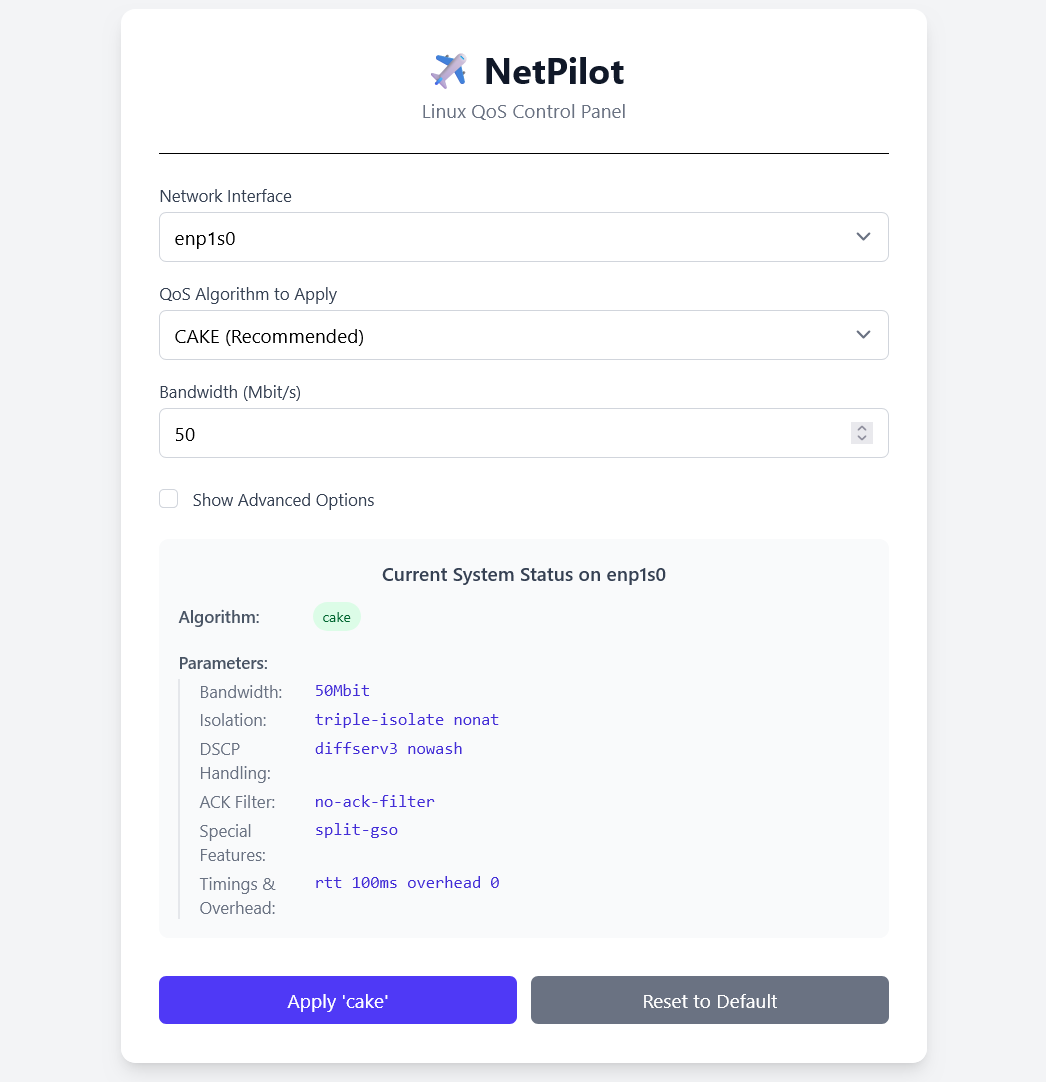 NetPilot
Linux QoS Control Panel
Network Interface
enp1s0
QoS Algorithm to Apply
CAKE (Recommended)
Bandwidth (Mbit/s)
50
Show Advanced Options
Current System Status on enp1s0
Algorithm: cake
Parameters:
Bandwidth: 50Mbit
Isolation: triple-isolate nonat
DSCP diffserv3 nowash
Handling:
ACK Filter: no-ack-filter
Special split-gso
Features:
Timings & rtt 100ms overhead 0
Overhead:
Apply 'cake' Reset to Default